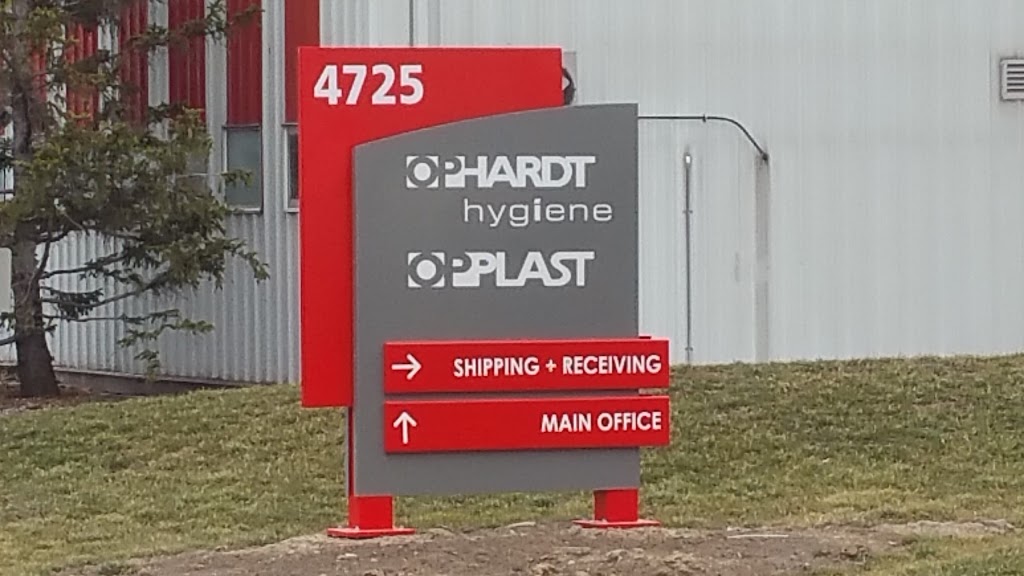 4725
OPHARDT
hygiene
OPPLAST
→ SHIPPING + RECEIVING
↑ MAIN OFFICE